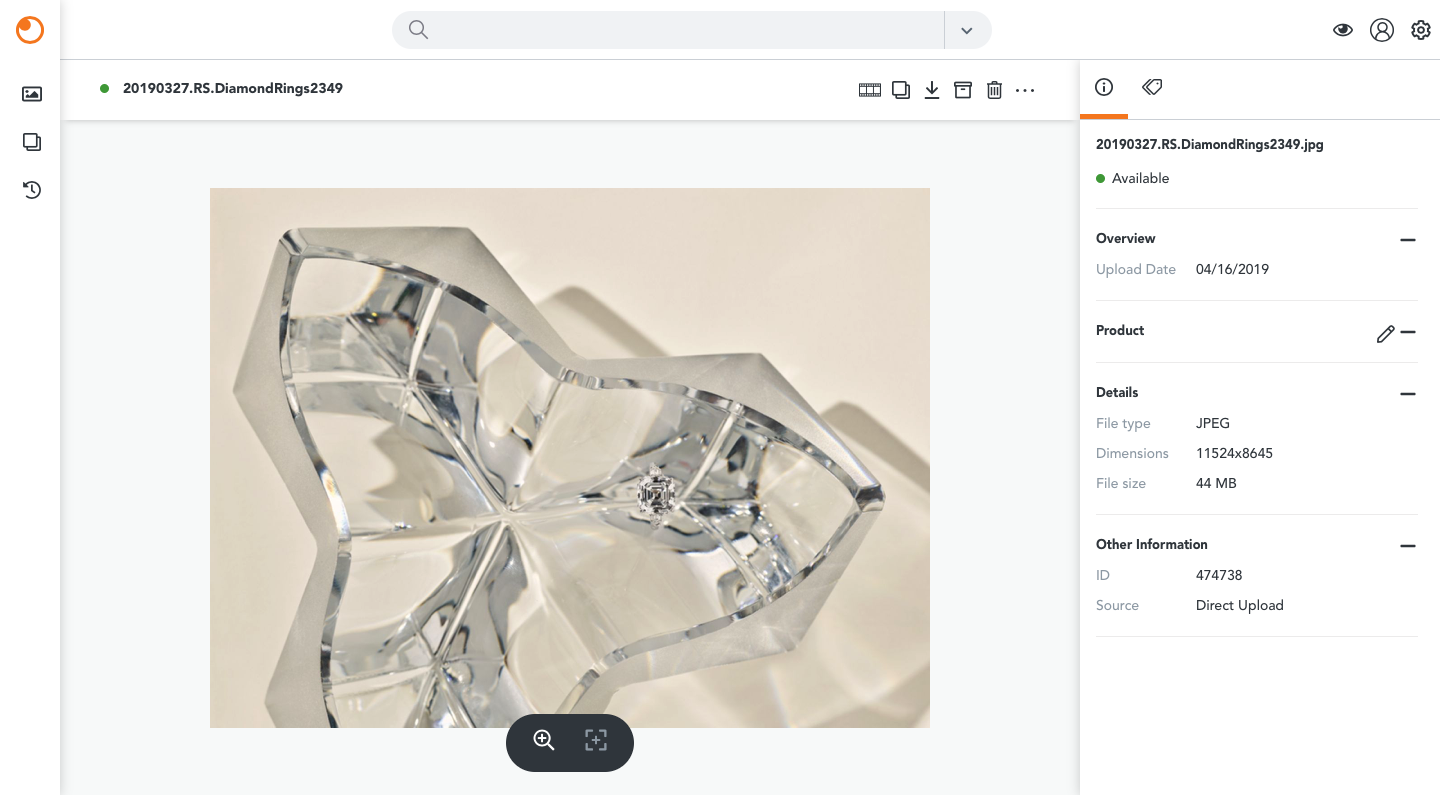 20190327.RS.DiamondRings2349
20190327.RS.DiamondRings2349.jpg
Available
Overview
Upload Date 04/16/2019
Product
Details
File type JPEG
Dimensions 11524x8645
File size 44 MB
Other Information
ID 474738
Source Direct Upload